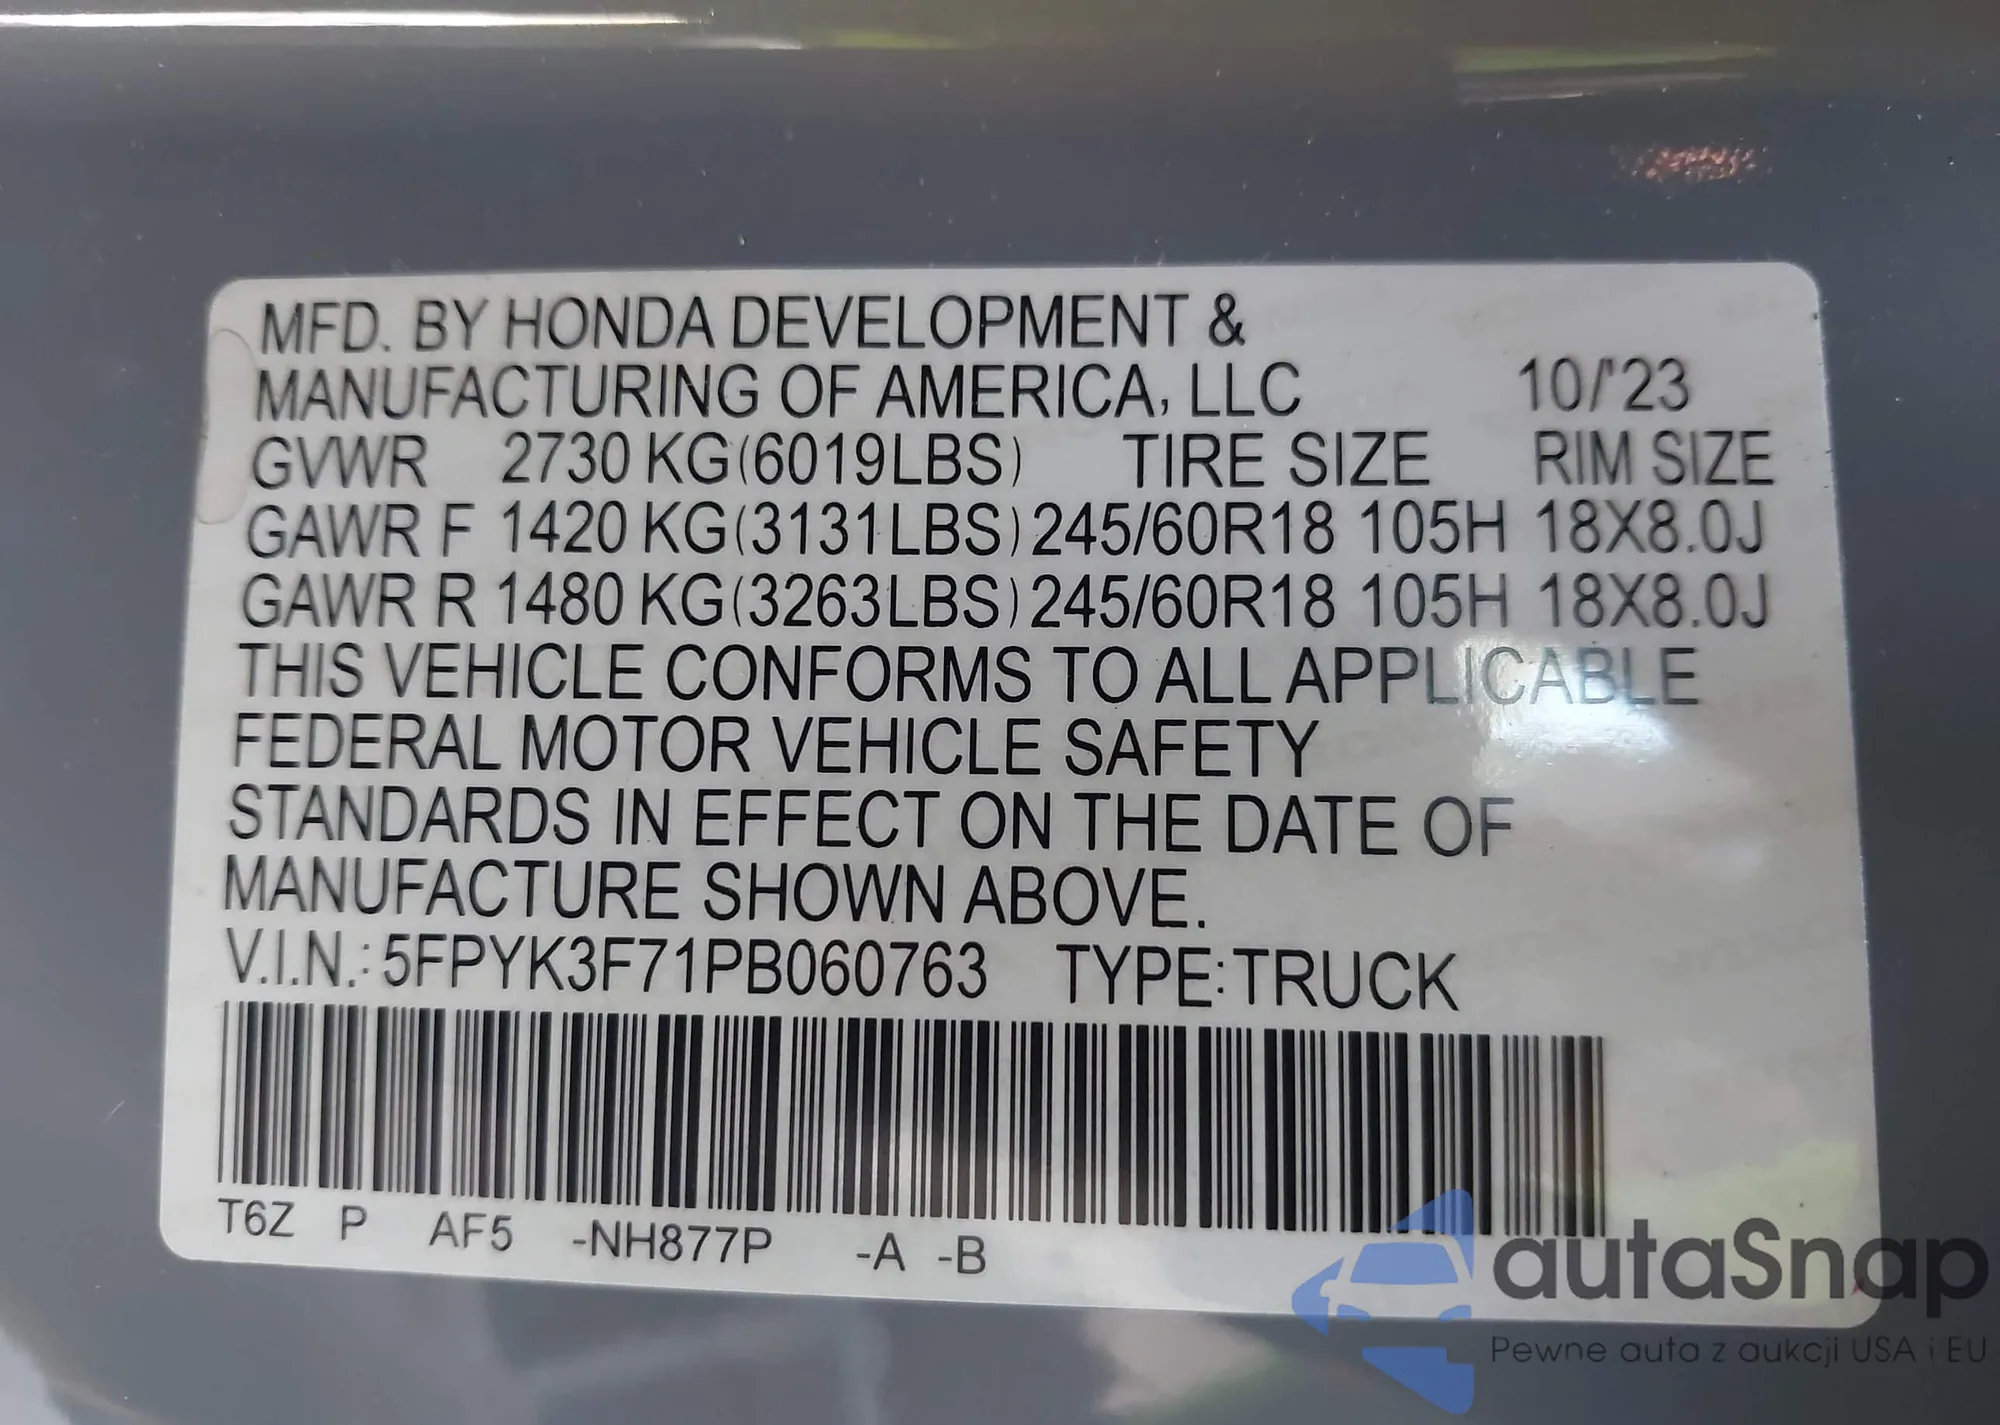 MFD. BY HONDA DEVELOPMENT &
MANUFACTURING OF AMERICA, LLC 10/'23
GVWR 2730 KG(6019LBS) TIRE SIZE RIM SIZE
GAWR F 1420 KG(3131LBS) 245/60R18 105H 18X8.0J
GAWR R 1480 KG(3263LBS) 245/60R18 105H 18X8.0J
THIS VEHICLE CONFORMS TO ALL APPLICABLE
FEDERAL MOTOR VEHICLE SAFETY
STANDARDS IN EFFECT ON THE DATE OF
MANUFACTURE SHOWN ABOVE.
V.I.N.: 5FPYK3F71PB060763 TYPE:TRUCK
T6Z P AF5 -NH877P -A -B
autaSnap
Pewne auta z aukcji USA i EU